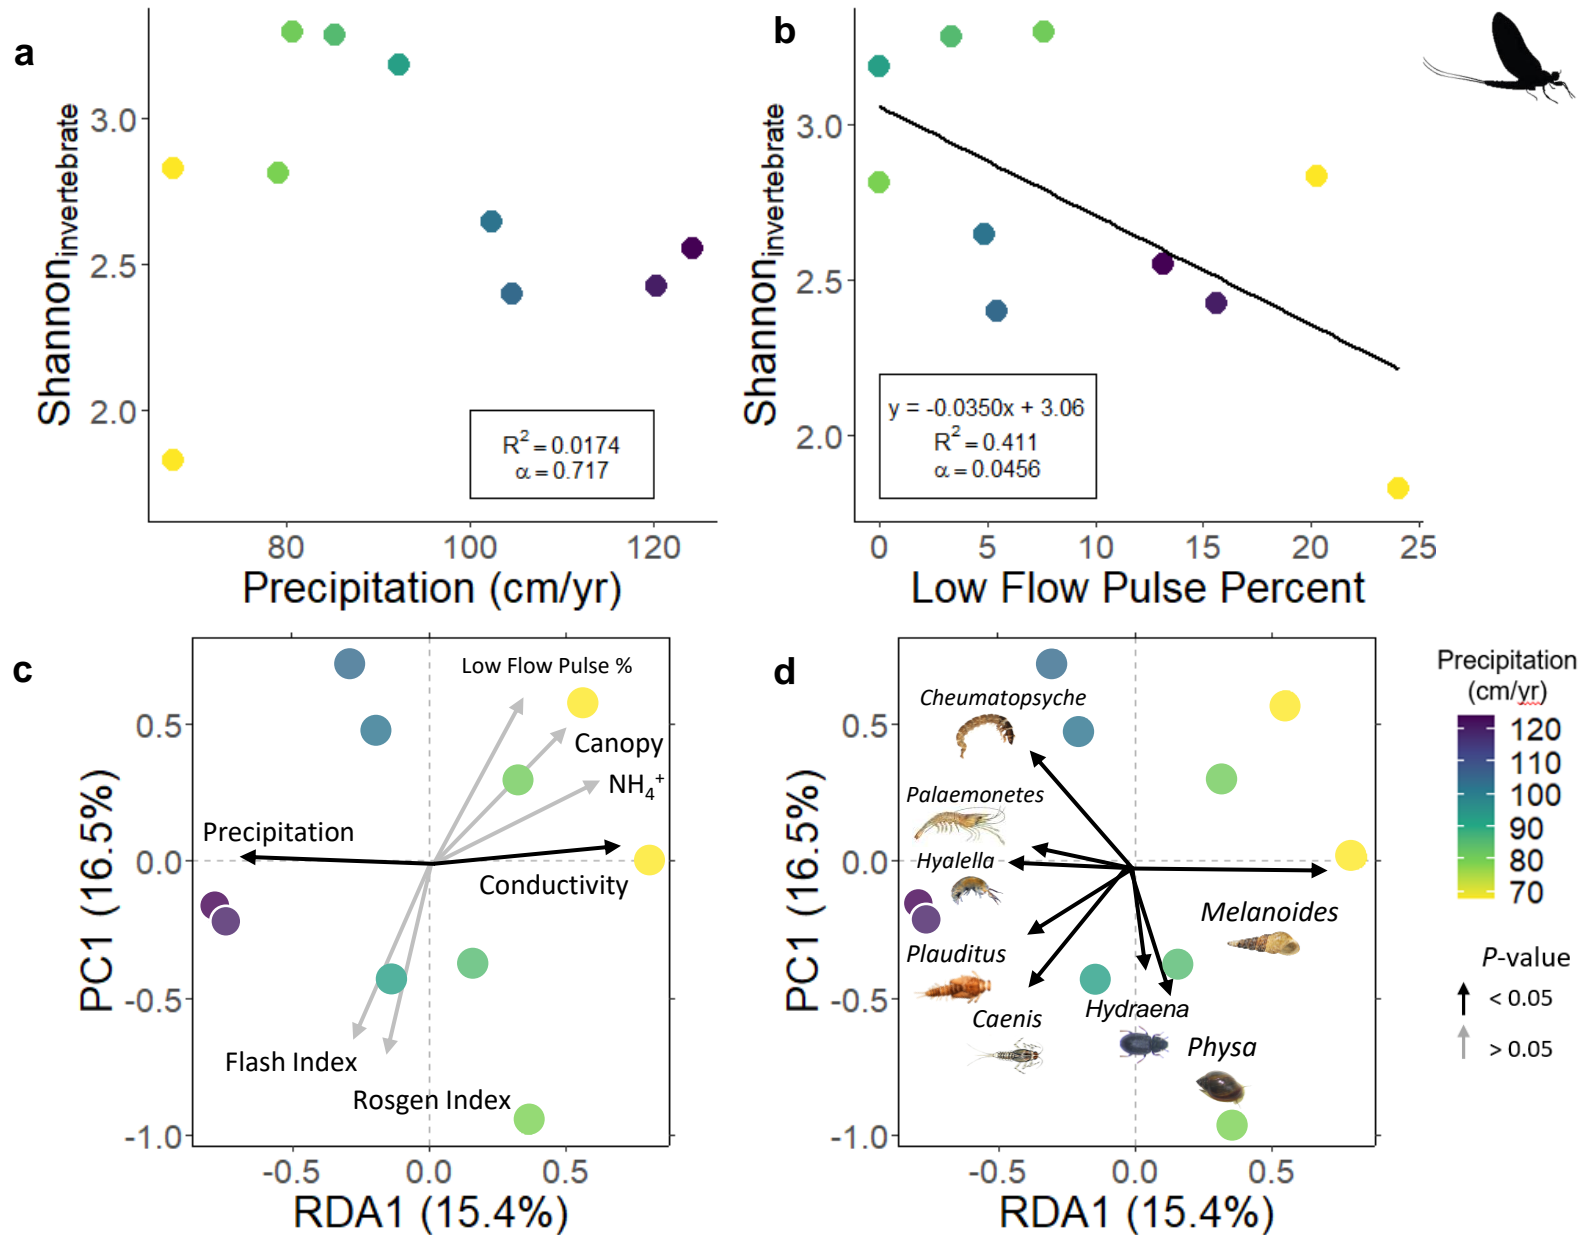 a
Shannon invertebrate
3.0
2.5
2.0
R² = 0.0174
α = 0.717
80 100 120
Precipitation (cm/yr)
b
Shannon invertebrate
3.0
2.5
2.0
y = -0.0350x + 3.06
R² = 0.411
α = 0.0456
0 5 10 15 20 25
Low Flow Pulse Percent
c
PC1 (16.5%)
0.5
0.0
-0.5
-1.0
Low Flow Pulse %
Canopy
NH₄⁺
Precipitation
Conductivity
Flash Index
Rosgen Index
-0.5 0.0 0.5
RDA1 (15.4%)
d
PC1 (16.5%)
0.5
0.0
-0.5
-1.0
Cheumatopsyche
Palaemonetes
Hyalella
Melanoides
Plauditus
Caenis
Hydraena
Physa
-0.5 0.0 0.5
RDA1 (15.4%)
Precipitation
(cm/yr)
120
110
100
90
80
70
P-value
< 0.05
> 0.05